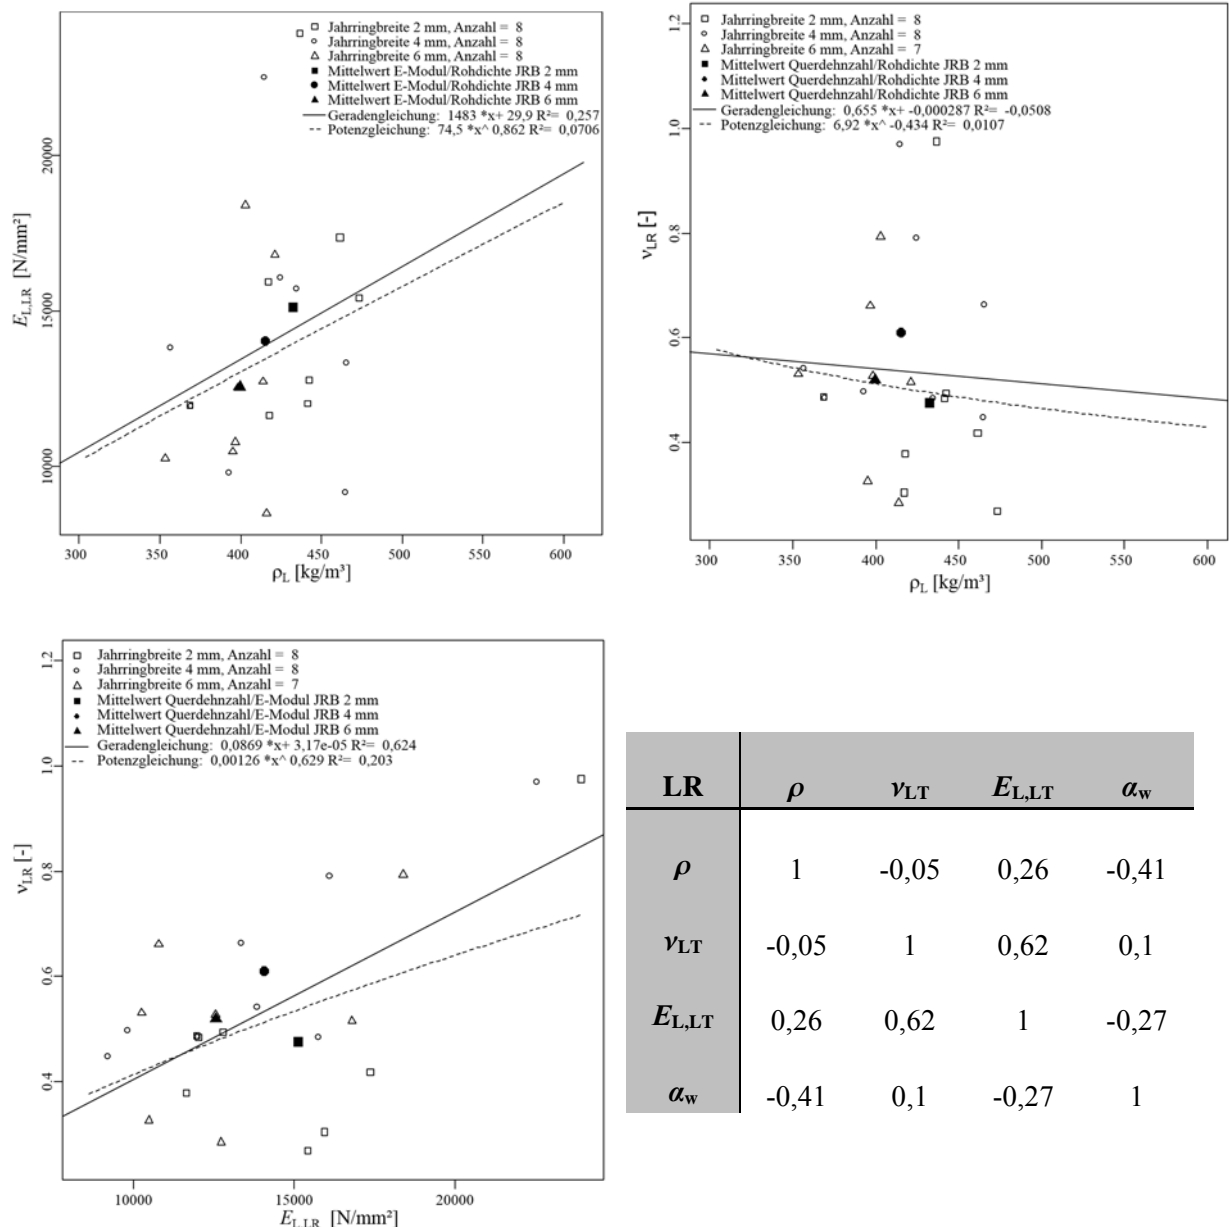 Jahrringbreite 2 mm, Anzahl = 8
Jahrringbreite 4 mm, Anzahl = 8
Jahrringbreite 6 mm, Anzahl = 8
Mittelwert E-Modul/Rohdichte JRB 2 mm
Mittelwert E-Modul/Rohdichte JRB 4 mm
Mittelwert E-Modul/Rohdichte JRB 6 mm
Geradengleichung: 1483 *x+ 29,9 R²= 0,257
Potenzgleichung: 74,5 *x^ 0,862 R²= 0,0706
20000
15000
10000
E_L,LR [N/mm²]
300 350 400 450 500 550 600
ρ_L [kg/m³]
Jahrringbreite 2 mm, Anzahl = 8
Jahrringbreite 4 mm, Anzahl = 8
Jahrringbreite 6 mm, Anzahl = 7
Mittelwert Querdehnzahl/Rohdichte JRB 2 mm
Mittelwert Querdehnzahl/Rohdichte JRB 4 mm
Mittelwert Querdehnzahl/Rohdichte JRB 6 mm
Geradengleichung: 0,655 *x+ -0,000287 R²= -0,0508
Potenzgleichung: 6,92 *x^ -0,434 R²= 0,0107
1.2
1.0
0.8
0.6
0.4
ν_LR [-]
300 350 400 450 500 550 600
ρ_L [kg/m³]
Jahrringbreite 2 mm, Anzahl = 8
Jahrringbreite 4 mm, Anzahl = 8
Jahrringbreite 6 mm, Anzahl = 7
Mittelwert Querdehnzahl/E-Modul JRB 2 mm
Mittelwert Querdehnzahl/E-Modul JRB 4 mm
Mittelwert Querdehnzahl/E-Modul JRB 6 mm
Geradengleichung: 0,0869 *x+ 3,17e-05 R²= 0,624
Potenzgleichung: 0,00126 *x^ 0,629 R²= 0,203
1.2
1.0
0.8
0.6
0.4
ν_LR [-]
10000 15000 20000
E_L,LR [N/mm²]
LR ρ ν_LT E_L,LT α_w
ρ 1 -0,05 0,26 -0,41
ν_LT -0,05 1 0,62 0,1
E_L,LT 0,26 0,62 1 -0,27
α_w -0,41 0,1 -0,27 1